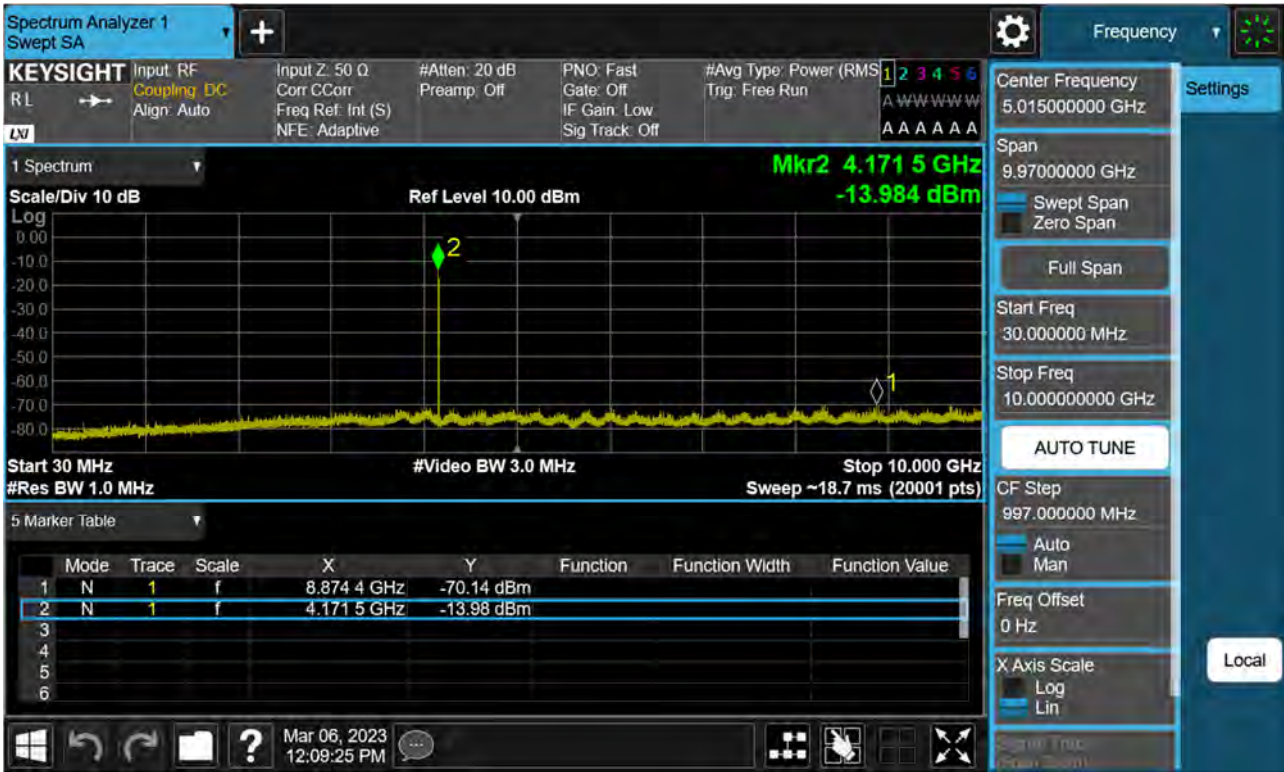 Spectrum Analyzer 1
Swept SA
+
Frequency
KEYSIGHT
RL
LXI
Input: RF
Coupling: DC
Align: Auto
Input Z: 50 Ω
Corr CCorr
Freq Ref: Int (S)
NFE: Adaptive
#Atten: 20 dB
Preamp: Off
PNO: Fast
Gate: Off
IF Gain: Low
Sig Track: Off
#Avg Type: Power (RMS
Trig: Free Run
1 2 3 4 5 6
A W W W W W
A A A A A A
Center Frequency
5.015000000 GHz
Settings
Span
9.97000000 GHz
Swept Span
Zero Span
Full Span
Start Freq
30.000000 MHz
Stop Freq
10.000000000 GHz
AUTO TUNE
CF Step
997.000000 MHz
Auto
Man
Freq Offset
0 Hz
X Axis Scale
Log
Lin
Local
1 Spectrum
Mkr2 4.171 5 GHz
Scale/Div 10 dB
Ref Level 10.00 dBm
-13.984 dBm
Log
0.00
-10.0
-20.0
-30.0
-40.0
-50.0
-60.0
-70.0
-80.0
2
1
Start 30 MHz
#Video BW 3.0 MHz
Stop 10.000 GHz
#Res BW 1.0 MHz
Sweep ~18.7 ms (20001 pts)
5 Marker Table
Mode Trace Scale X Y Function Function Width Function Value
1 N 1 f 8.874 4 GHz -70.14 dBm
2 N 1 f 4.171 5 GHz -13.98 dBm
3
4
5
6
?
Mar 06, 2023
12:09:25 PM